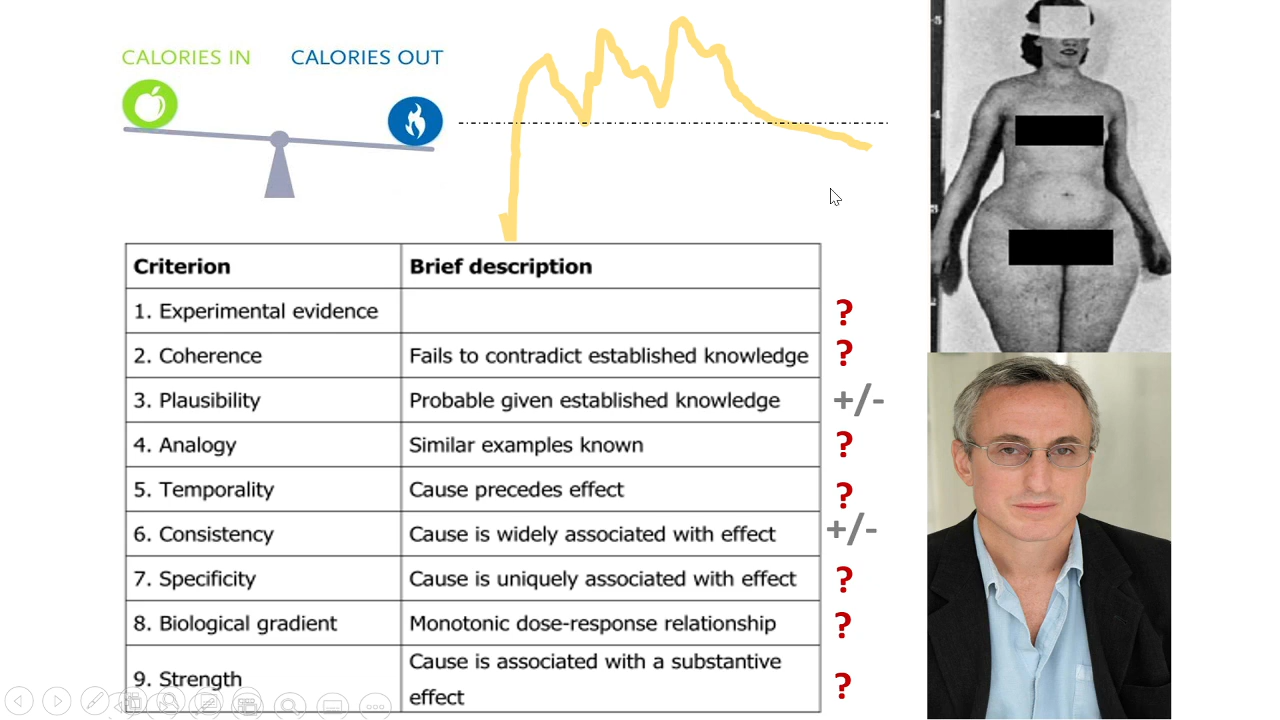 CALORIES IN CALORIES OUT
Criterion Brief description
1. Experimental evidence ?
2. Coherence Fails to contradict established knowledge ?
3. Plausibility Probable given established knowledge +/-
4. Analogy Similar examples known ?
5. Temporality Cause precedes effect ?
6. Consistency Cause is widely associated with effect +/-
7. Specificity Cause is uniquely associated with effect ?
8. Biological gradient Monotonic dose-response relationship ?
9. Strength Cause is associated with a substantive
effect ?